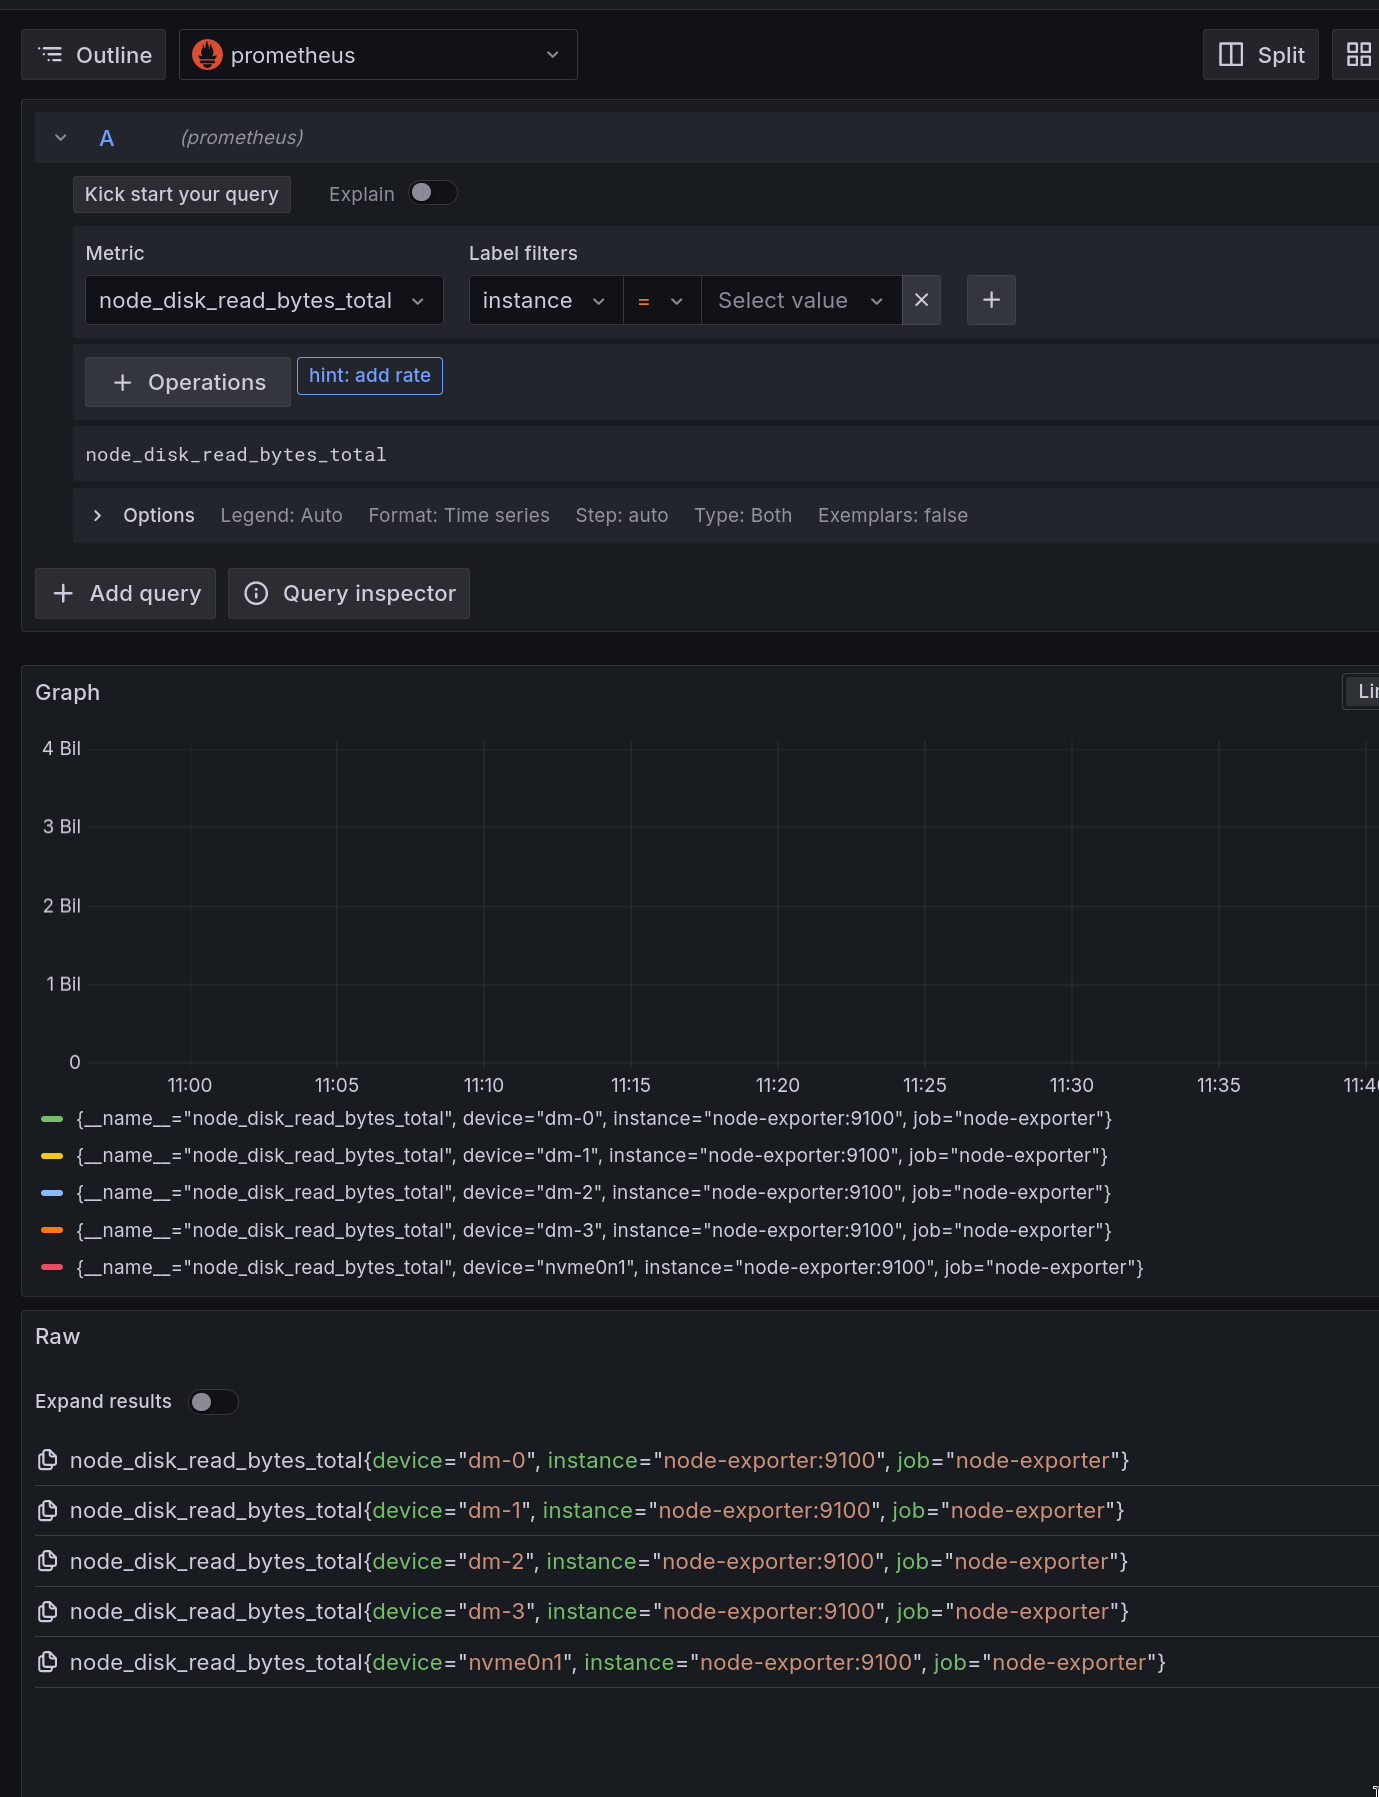 Outline prometheus Split
A (prometheus)
Kick start your query Explain
Metric Label filters
node_disk_read_bytes_total instance = Select value
Operations hint: add rate
node_disk_read_bytes_total
Options Legend: Auto Format: Time series Step: auto Type: Both Exemplars: false
Add query Query inspector
Graph
4 Bil
3 Bil
2 Bil
1 Bil
0
11:00 11:05 11:10 11:15 11:20 11:25 11:30 11:35
{__name__="node_disk_read_bytes_total", device="dm-0", instance="node-exporter:9100", job="node-exporter"}
{__name__="node_disk_read_bytes_total", device="dm-1", instance="node-exporter:9100", job="node-exporter"}
{__name__="node_disk_read_bytes_total", device="dm-2", instance="node-exporter:9100", job="node-exporter"}
{__name__="node_disk_read_bytes_total", device="dm-3", instance="node-exporter:9100", job="node-exporter"}
{__name__="node_disk_read_bytes_total", device="nvme0n1", instance="node-exporter:9100", job="node-exporter"}
Raw
Expand results
node_disk_read_bytes_total{device="dm-0", instance="node-exporter:9100", job="node-exporter"}
node_disk_read_bytes_total{device="dm-1", instance="node-exporter:9100", job="node-exporter"}
node_disk_read_bytes_total{device="dm-2", instance="node-exporter:9100", job="node-exporter"}
node_disk_read_bytes_total{device="dm-3", instance="node-exporter:9100", job="node-exporter"}
node_disk_read_bytes_total{device="nvme0n1", instance="node-exporter:9100", job="node-exporter"}